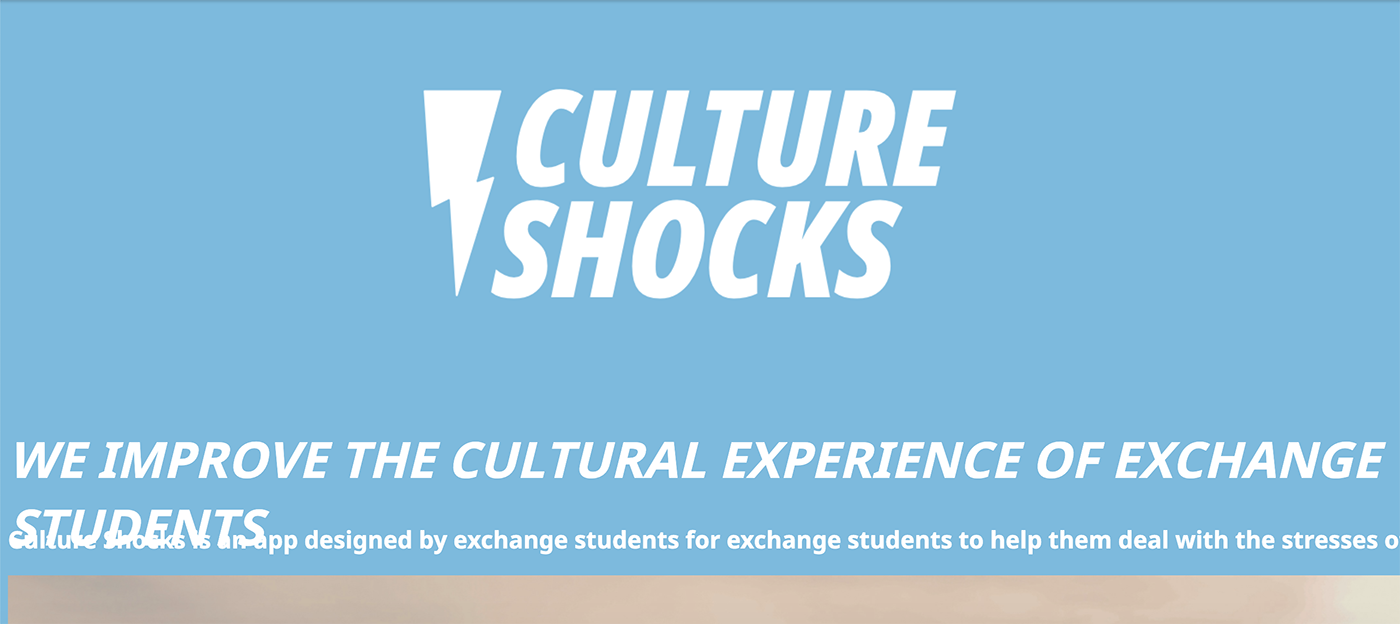 CULTURE
SHOCKS
WE IMPROVE THE CULTURAL EXPERIENCE OF EXCHANGE
STUDENTS
Culture Shocks is an app designed by exchange students for exchange students to help them deal with the stresses o